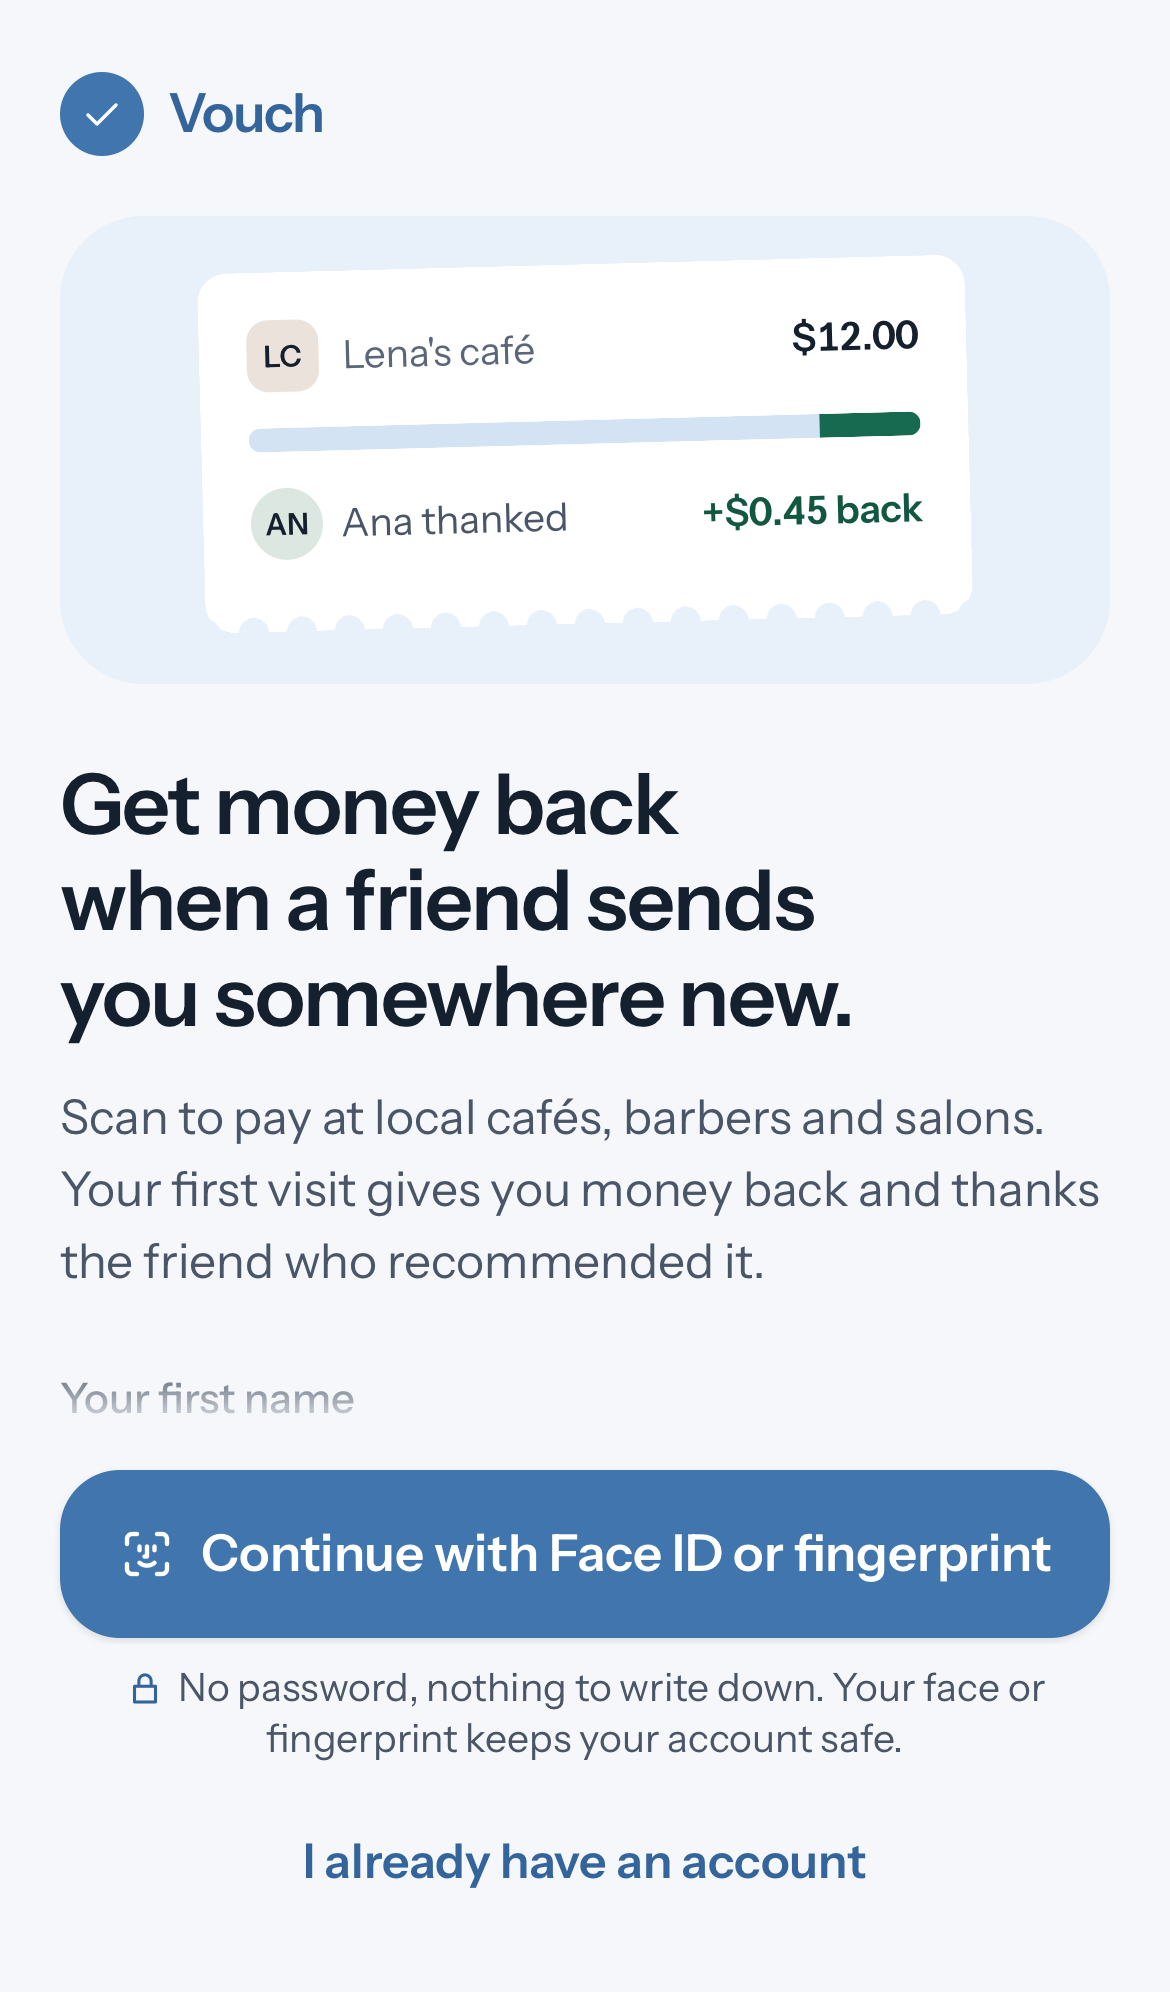 Vouch
LC Lena's café $12.00
AN Ana thanked +$0.45 back
Get money back
when a friend sends
you somewhere new.
Scan to pay at local cafés, barbers and salons.
Your first visit gives you money back and thanks
the friend who recommended it.
Your first name
Continue with Face ID or fingerprint
No password, nothing to write down. Your face or
fingerprint keeps your account safe.
I already have an account